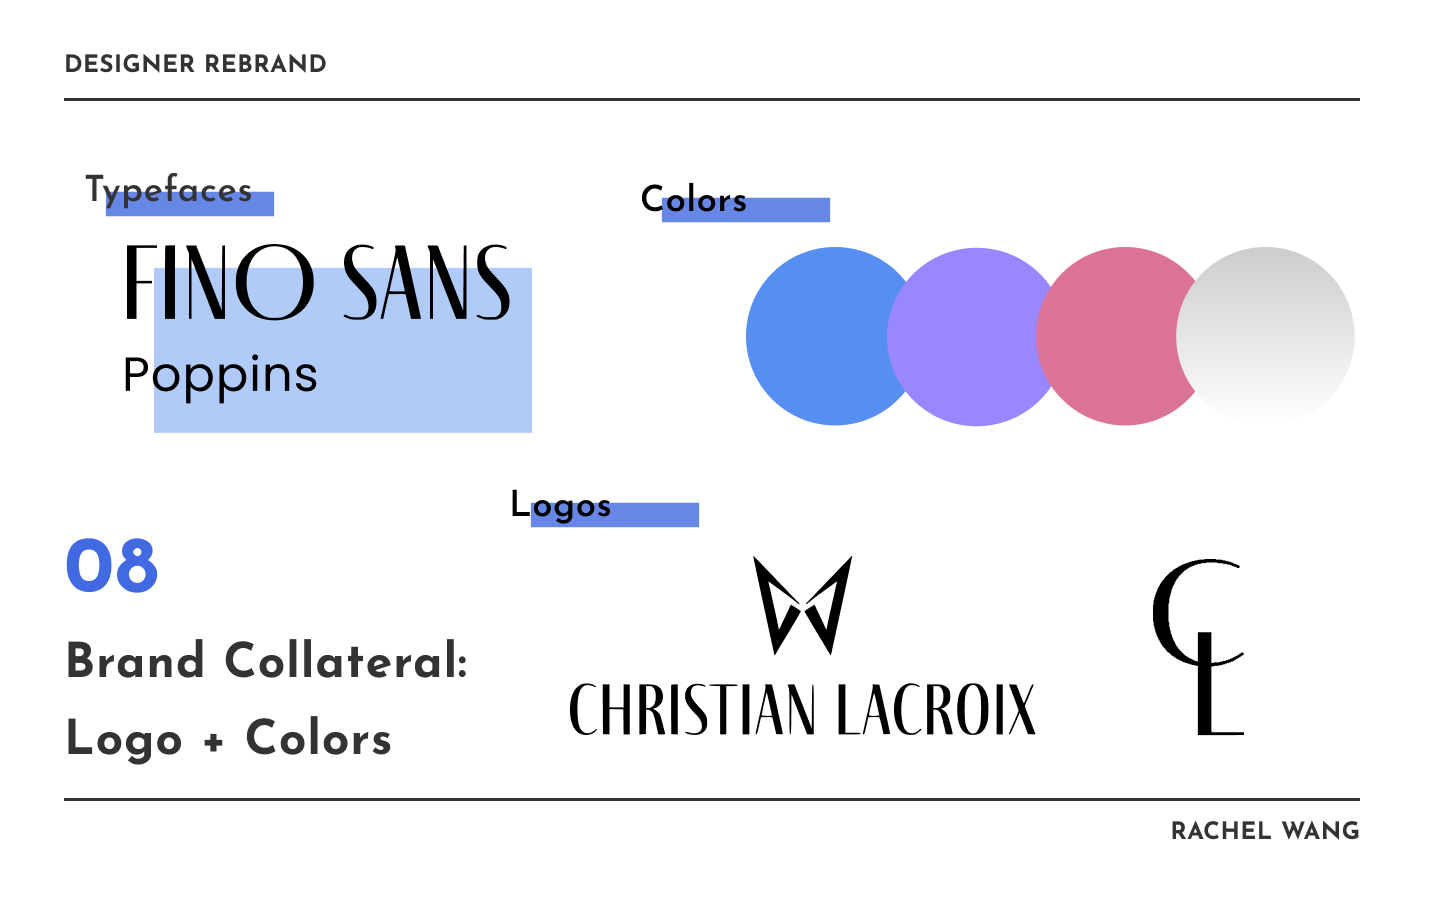 DESIGNER REBRAND
Typefaces
FINO SANS
Poppins
Colors
Logos
CHRISTIAN LACROIX
CL
08
Brand Collateral:
Logo + Colors
RACHEL WANG